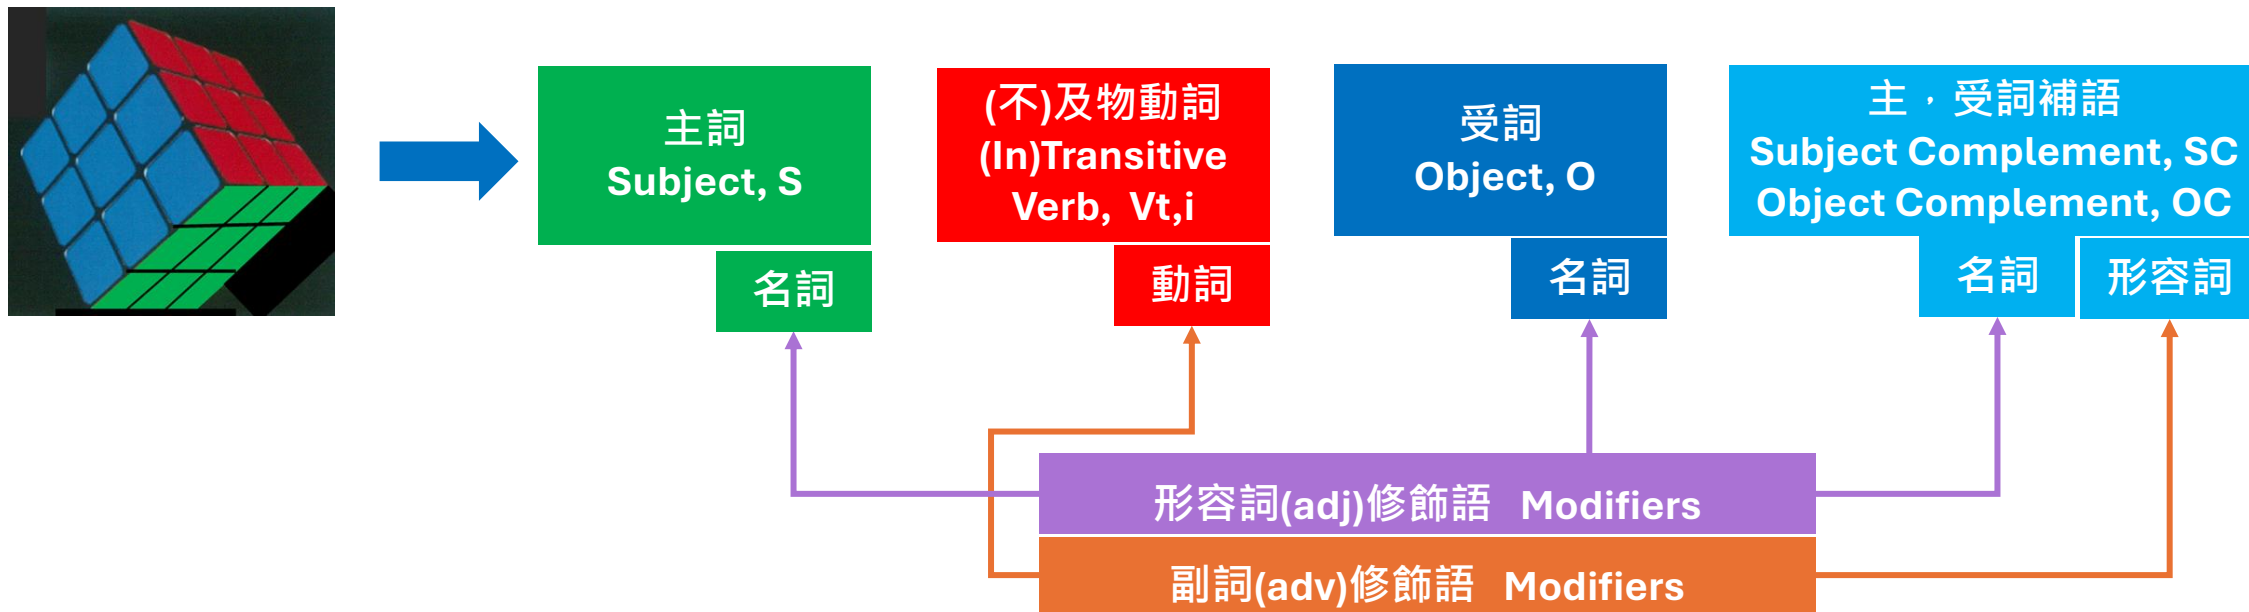 主詞
Subject, S
名詞
(不)及物動詞
(In)Transitive
Verb, Vt,i
動詞
受詞
Object, O
名詞
主，受詞補語
Subject Complement, SC
Object Complement, OC
名詞
形容詞
形容詞(adj)修飾語 Modifiers
副詞(adv)修飾語 Modifiers